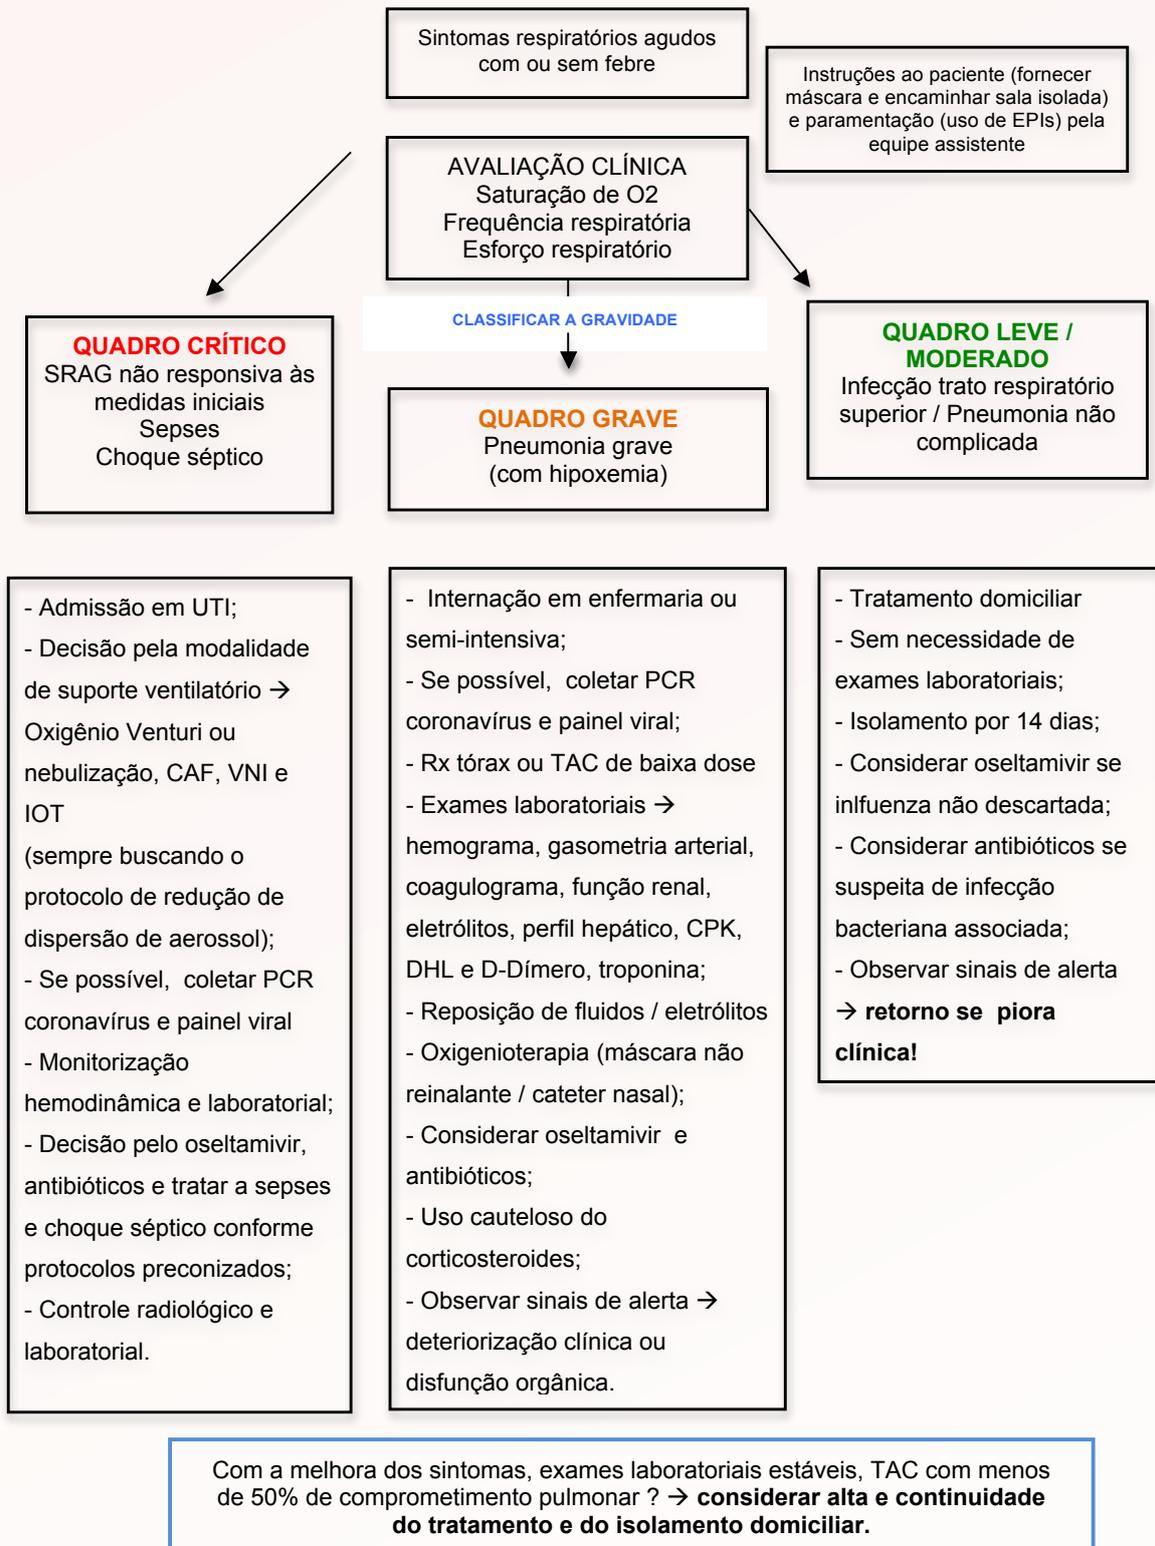 Sintomas respiratórios agudos
com ou sem febre
Instruções ao paciente (fornecer
máscara e encaminhar sala isolada)
e paramentação (uso de EPIs) pela
equipe assistente
AVALIAÇÃO CLÍNICA
Saturação de O2
Frequência respiratória
Esforço respiratório
CLASSIFICAR A GRAVIDADE
QUADRO CRÍTICO
SRAG não responsiva às
medidas iniciais
Sepses
Choque séptico
QUADRO GRAVE
Pneumonia grave
(com hipoxemia)
QUADRO LEVE /
MODERADO
Infecção trato respiratório
superior / Pneumonia não
complicada
- Admissão em UTI;
- Decisão pela modalidade
de suporte ventilatório →
Oxigênio Venturi ou
nebulização, CAF, VNI e
IOT
(sempre buscando o
protocolo de redução de
dispersão de aerossol);
- Se possível, coletar PCR
coronavírus e painel viral
- Monitorização
hemodinâmica e laboratorial;
- Decisão pelo oseltamivir,
antibióticos e tratar a sepses
e choque séptico conforme
protocolos preconizados;
- Controle radiológico e
laboratorial.
- Internação em enfermaria ou
semi-intensiva;
- Se possível, coletar PCR
coronavírus e painel viral;
- Rx tórax ou TAC de baixa dose
- Exames laboratoriais →
hemograma, gasometria arterial,
coagulograma, função renal,
eletrólitos, perfil hepático, CPK,
DHL e D-Dímero, troponina;
- Reposição de fluidos / eletrólitos
- Oxigenioterapia (máscara não
reinalante / cateter nasal);
- Considerar oseltamivir e
antibióticos;
- Uso cauteloso do
corticosteroides;
- Observar sinais de alerta →
deteriorização clínica ou
disfunção orgânica.
- Tratamento domiciliar
- Sem necessidade de
exames laboratoriais;
- Isolamento por 14 dias;
- Considerar oseltamivir se
inlfuenza não descartada;
- Considerar antibióticos se
suspeita de infecção
bacteriana associada;
- Observar sinais de alerta
→ retorno se piora
clínica!
Com a melhora dos sintomas, exames laboratoriais estáveis, TAC com menos
de 50% de comprometimento pulmonar ? → considerar alta e continuidade
do tratamento e do isolamento domiciliar.